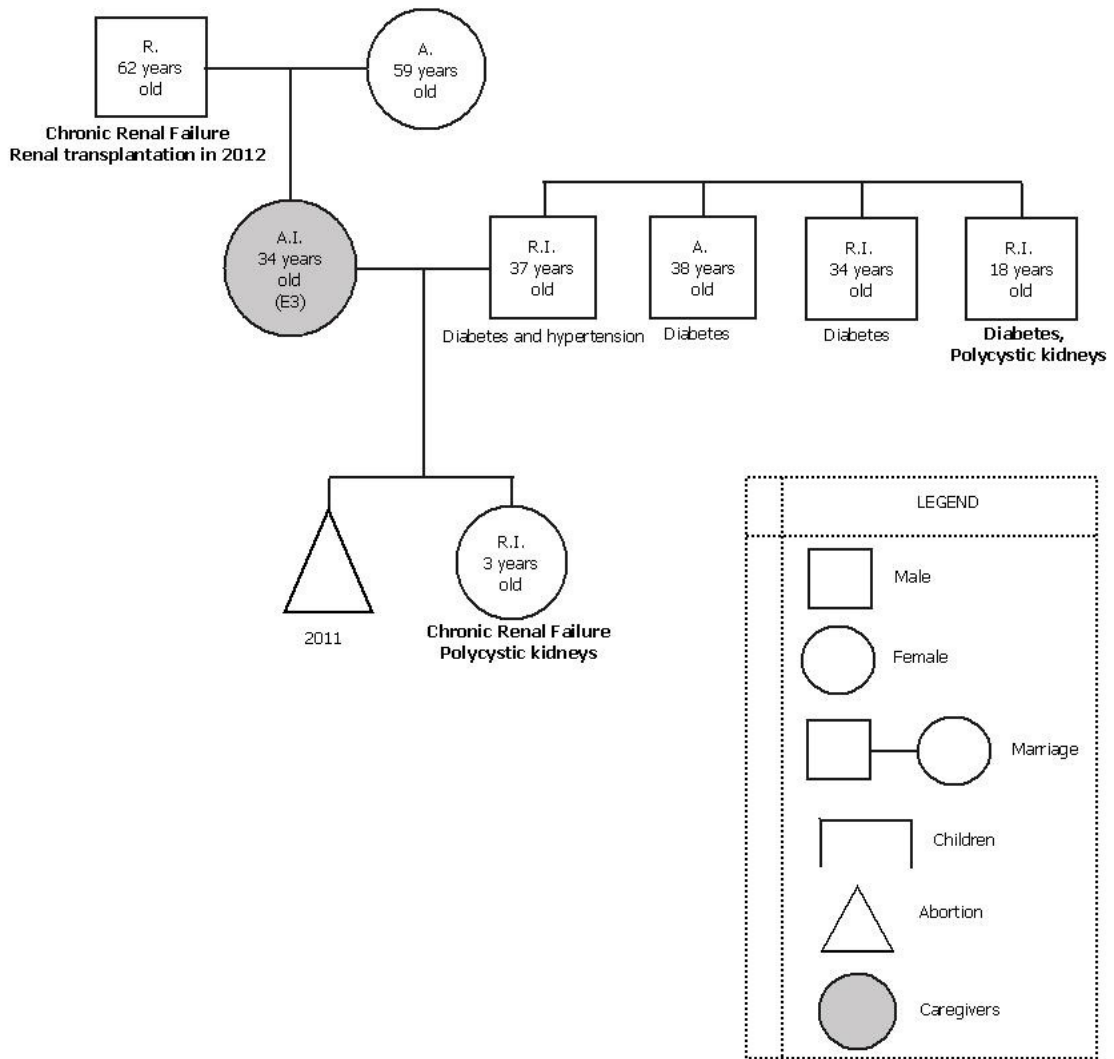 R.
62 years
old
A.
59 years
old
Chronic Renal Failure
Renal transplantation in 2012
A.I.
34 years
old
(E3)
R.I.
37 years
old
A.
38 years
old
R.I.
34 years
old
R.I.
18 years
old
Diabetes and hypertension
Diabetes
Diabetes
Diabetes,
Polycystic kidneys
R.I.
3 years
old
2011
Chronic Renal Failure
Polycystic kidneys
LEGEND
Male
Female
Marriage
Children
Abortion
Caregivers